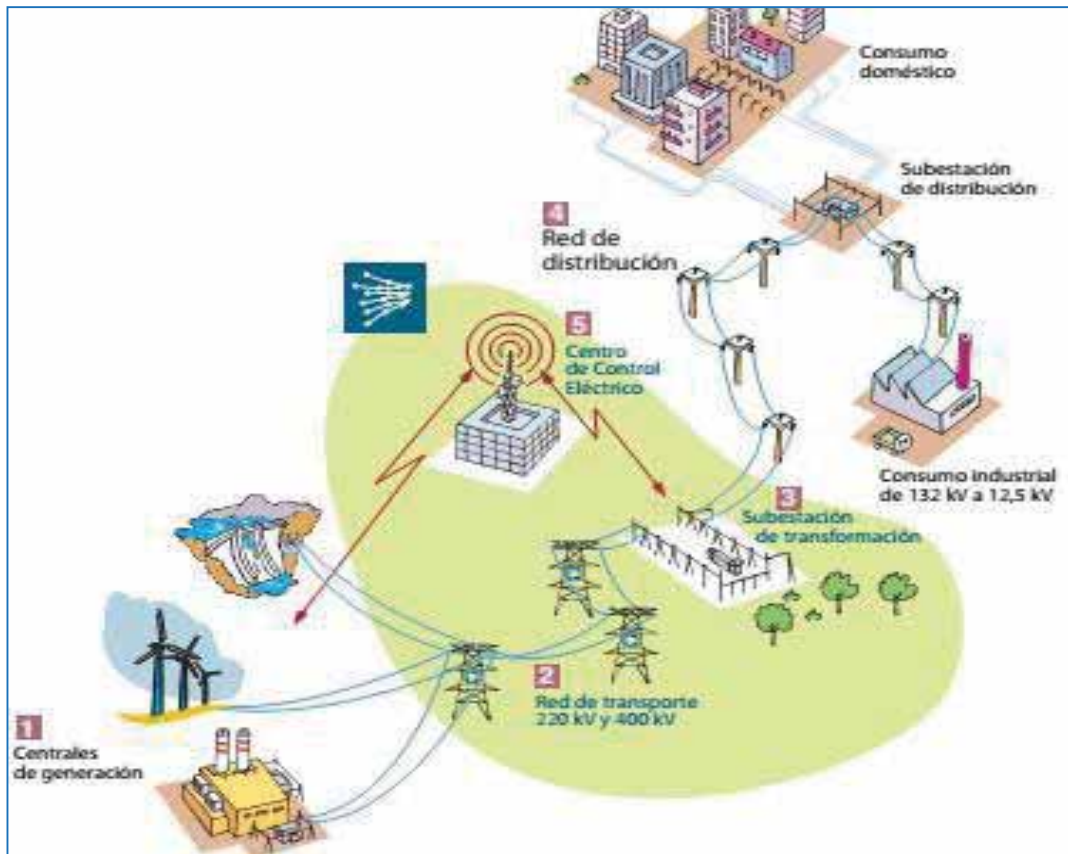 Consumo
doméstico
Subestación
de distribución
4
Red de
distribución
5
Centro
de Control
Eléctrico
Consumo industrial
de 132 kV a 12,5 kV
3
Subestación
de transformación
2
Red de transporte
220 kV y 400 kV
1
Centrales
de generación